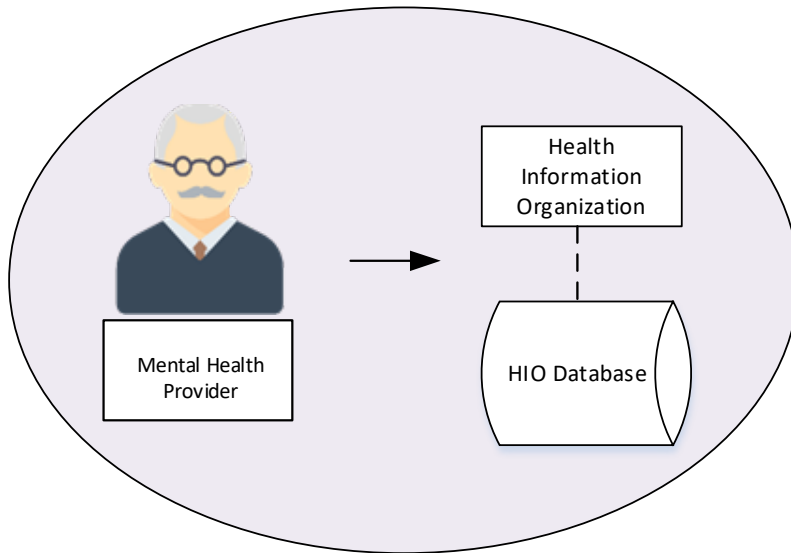 Mental Health
Provider
Health
Information
Organization
HIO Database